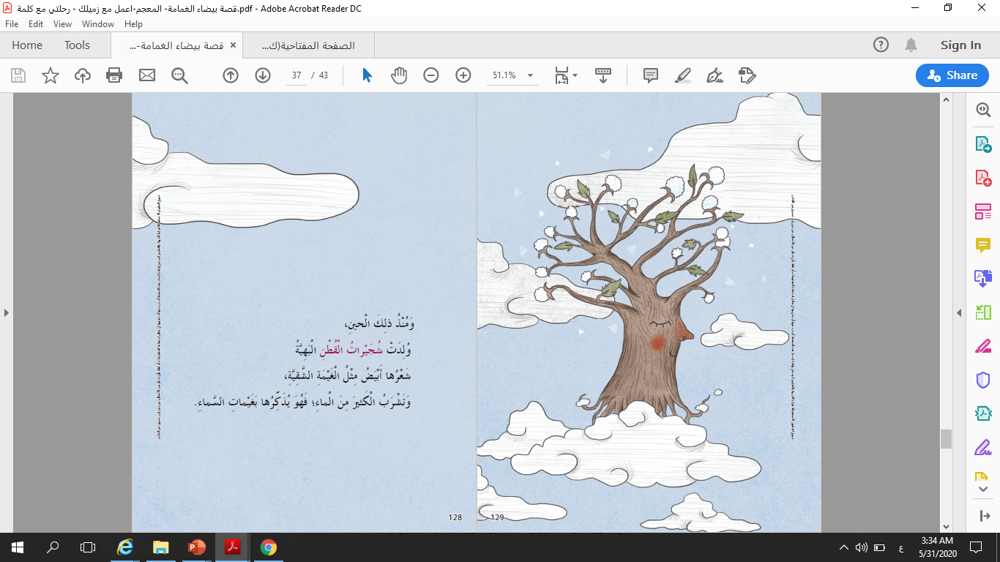 قصة بيضاء الغمامة- المعجم-اعمل مع زميلك - رحلتي مع كلمة.pdf - Adobe Acrobat Reader DC
File Edit View Window Help
Home Tools
قصة بيضاء الغمامة-...
الصفحة المفتاحية(ك...
Sign In
37 / 43
51.1%
Share
وَمُنْذُ ذلِكَ الْحينِ،
وُلِدَتْ شُجَيْراتُ الْقُطْنِ الْبَهِيَّةُ
شَعْرُها أَبْيَضُ مِثْلُ الْغَيْمَةِ الشَّقِيَّةِ،
وَتَشْرَبُ الْكَثيرَ مِنَ الْماءِ؛ فَهُوَ يُذَكِّرُها بَغَيْماتِ السَّماءِ.
128
129
ع
3:34 AM
5/31/2020